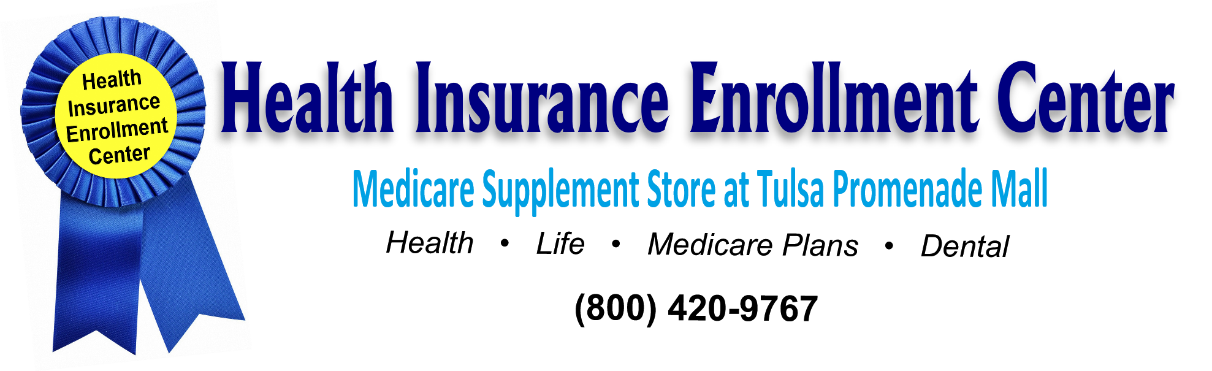 Health
Insurance
Enrollment
Center
Health Insurance Enrollment Center
Medicare Supplement Store at Tulsa Promenade Mall
Health • Life • Medicare Plans • Dental
(800) 420-9767